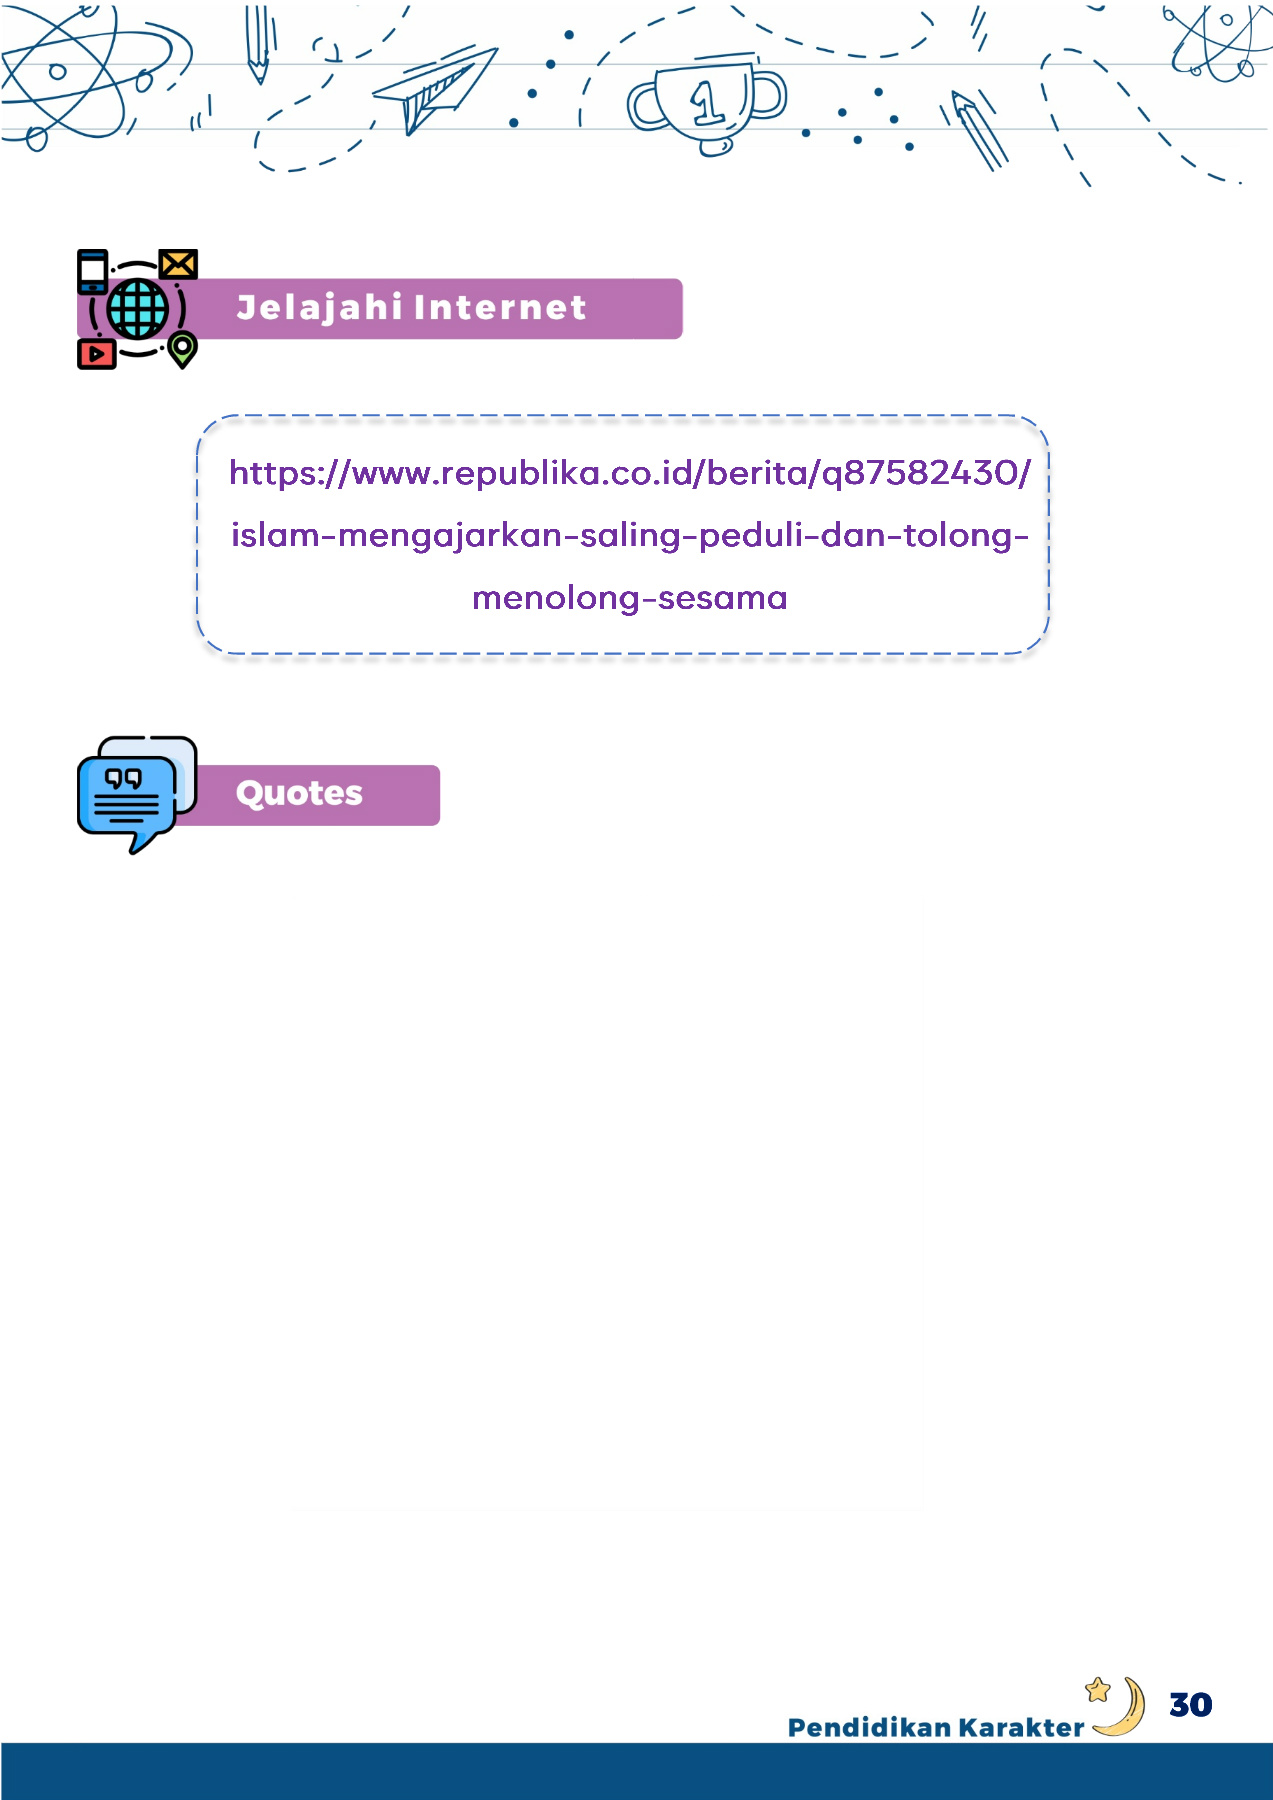 1
Jelajahi Internet
https://www.republika.co.id/berita/q87582430/
islam-mengajarkan-saling-peduli-dan-tolong-
menolong-sesama
Quotes
30
Pendidikan Karakter